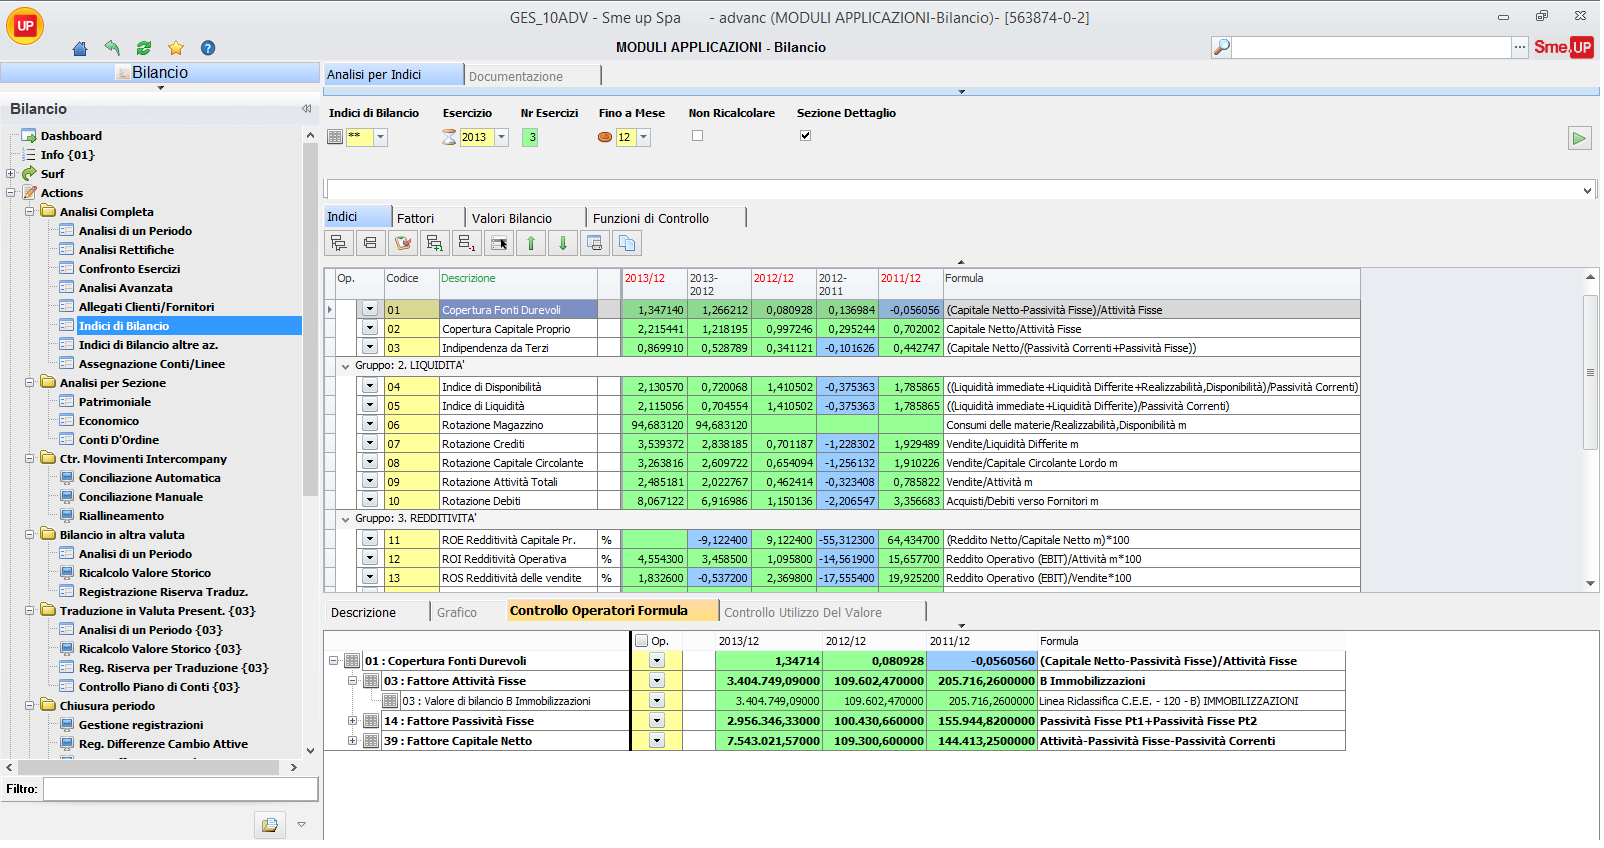 GES_10ADV - Sme up Spa - advanc (MODULI APPLICAZIONI-Bilancio)- [563874-0-2]
UP
MODULI APPLICAZIONI - Bilancio
Sme.UP
Bilancio
Bilancio
Dashboard
Info {01}
Surf
Actions
Analisi Completa
Analisi di un Periodo
Analisi Rettifiche
Confronto Esercizi
Analisi Avanzata
Allegati Clienti/Fornitori
Indici di Bilancio
Indici di Bilancio altre az.
Assegnazione Conti/Linee
Analisi per Sezione
Patrimoniale
Economico
Conti D'Ordine
Ctr. Movimenti Intercompany
Conciliazione Automatica
Conciliazione Manuale
Riallineamento
Bilancio in altra valuta
Analisi di un Periodo
Ricalcolo Valore Storico
Registrazione Riserva Traduz.
Traduzione in Valuta Present. {03}
Analisi di un Periodo {03}
Ricalcolo Valore Storico {03}
Reg. Riserva per Traduzione {03}
Controllo Piano di Conti {03}
Chiusura periodo
Gestione registrazioni
Reg. Differenze Cambio Attive
Filtro:
Analisi per Indici Documentazione
Indici di Bilancio Esercizio Nr Esercizi Fino a Mese Non Ricalcolare Sezione Dettaglio
** 2013 3 12
Indici Fattori Valori Bilancio Funzioni di Controllo
Op. Codice Descrizione 2013/12 2013-2012 2012/12 2012-2011 2011/12 Formula
01 Copertura Fonti Durevoli 1,347140 1,266212 0,080928 0,136984 -0,056056 (Capitale Netto-Passività Fisse)/Attività Fisse
02 Copertura Capitale Proprio 2,215441 1,218195 0,997246 0,295244 0,702002 Capitale Netto/Attività Fisse
03 Indipendenza da Terzi 0,869910 0,528789 0,341121 -0,101626 0,442747 (Capitale Netto/(Passività Correnti+Passività Fisse))
Gruppo: 2. LIQUIDITA'
04 Indice di Disponibilità 2,130570 0,720068 1,410502 -0,375363 1,785865 ((Liquidità immediate+Liquidità Differite+Realizzabilità,Disponibilità)/Passività Correnti)
05 Indice di Liquidità 2,115056 0,704554 1,410502 -0,375363 1,785865 ((Liquidità immediate+Liquidità Differite)/Passività Correnti)
06 Rotazione Magazzino 94,683120 94,683120 Consumi delle materie/Realizzabilità,Disponibilità m
07 Rotazione Crediti 3,539372 2,838185 0,701187 -1,228302 1,929489 Vendite/Liquidità Differite m
08 Rotazione Capitale Circolante 3,263816 2,609722 0,654094 -1,256132 1,910226 Vendite/Capitale Circolante Lordo m
09 Rotazione Attività Totali 2,485181 2,022767 0,462414 -0,323408 0,785822 Vendite/Attività m
10 Rotazione Debiti 8,067122 6,916986 1,150136 -2,206547 3,356683 Acquisti/Debiti verso Fornitori m
Gruppo: 3. REDDITIVITA'
11 ROE Redditività Capitale Pr. % -9,122400 9,122400 -55,312300 64,434700 (Reddito Netto/Capitale Netto m)*100
12 ROI Redditività Operativa % 4,554300 3,458500 1,095800 -14,561900 15,657700 Reddito Operativo (EBIT)/Attività m*100
13 ROS Redditività delle vendite % 1,832600 -0,537200 2,369800 -17,555400 19,925200 Reddito Operativo (EBIT)/Vendite*100
Descrizione Grafico Controllo Operatori Formula Controllo Utilizzo Del Valore
Op. 2013/12 2012/12 2011/12 Formula
01 : Copertura Fonti Durevoli 1,34714 0,080928 -0,0560560 (Capitale Netto-Passività Fisse)/Attività Fisse
03 : Fattore Attività Fisse 3.404.749,09000 109.602,470000 205.716,2600000 B Immobilizzazioni
03 : Valore di bilancio B Immobilizzazioni 3.404.749,09000 109.602,470000 205.716,2600000 Linea Riclassifica C.E.E. - 120 - B) IMMOBILIZZAZIONI
14 : Fattore Passività Fisse 2.956.346,33000 100.430,660000 155.944,8200000 Passività Fisse Pt1+Passività Fisse Pt2
39 : Fattore Capitale Netto 7.543.021,57000 109.300,600000 144.413,2500000 Attività-Passività Fisse-Passività Correnti